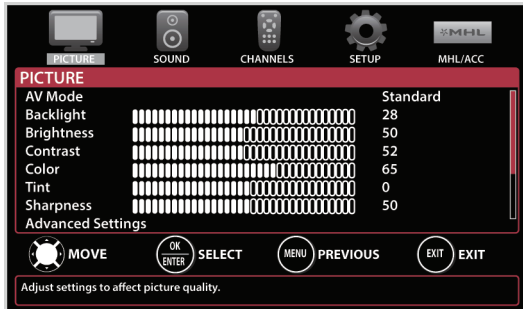 PICTURE SOUND CHANNELS SETUP MHL MHL/ACC
PICTURE
AV Mode Standard
Backlight 28
Brightness 50
Contrast 52
Color 65
Tint 0
Sharpness 50
Advanced Settings
MOVE OK ENTER SELECT MENU PREVIOUS EXIT EXIT
Adjust settings to affect picture quality.